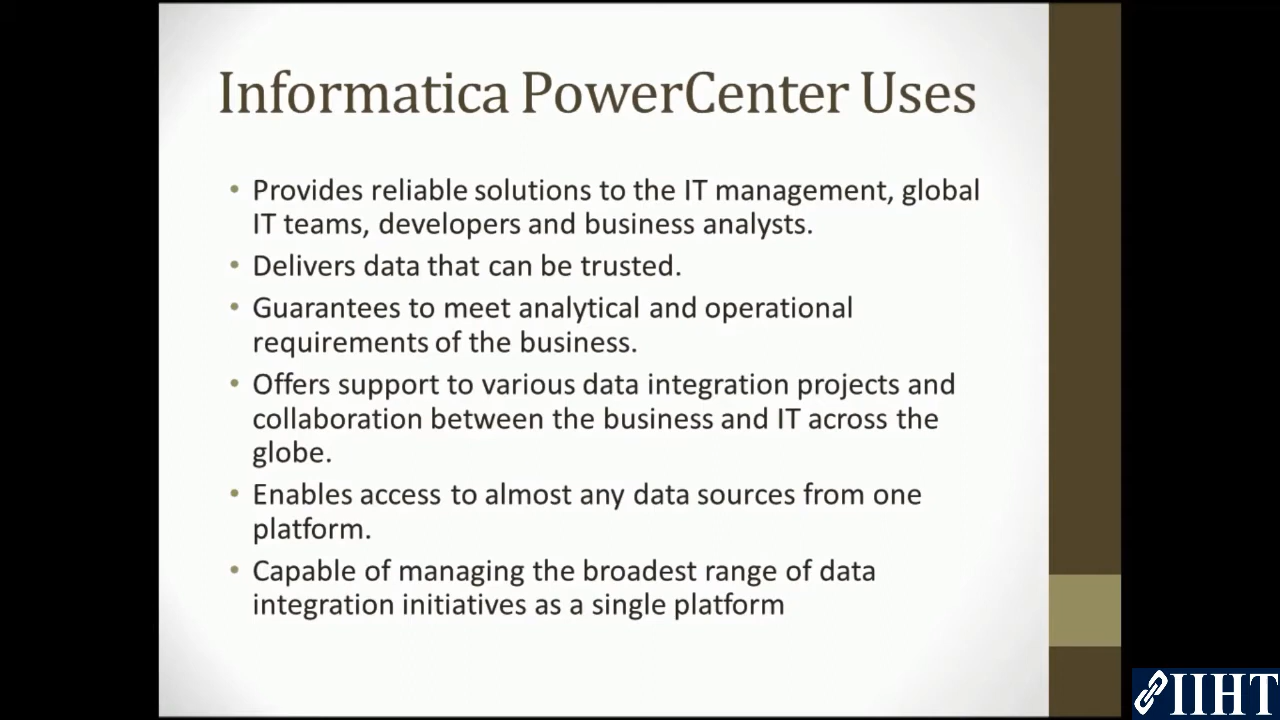 Informatica PowerCenter Uses
• Provides reliable solutions to the IT management, global
IT teams, developers and business analysts.
• Delivers data that can be trusted.
• Guarantees to meet analytical and operational
requirements of the business.
• Offers support to various data integration projects and
collaboration between the business and IT across the
globe.
• Enables access to almost any data sources from one
platform.
• Capable of managing the broadest range of data
integration initiatives as a single platform
IIHT